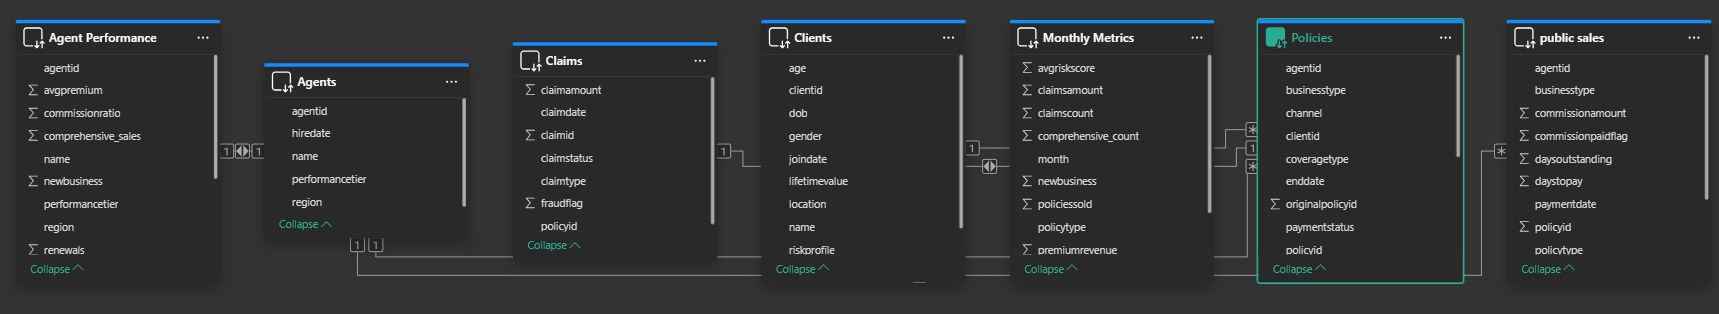 Agent Performance
agentid
avgpremium
commissionratio
comprehensive_sales
name
newbusiness
performancetier
region
renewals
Collapse
Agents
agentid
hiredate
name
performancetier
region
Collapse
Claims
claimamount
claimdate
claimid
claimstatus
claimtype
fraudflag
policyid
Collapse
Clients
age
clientid
dob
gender
joindate
lifetimevalue
location
name
riskprofile
Collapse
Monthly Metrics
avgriskscore
claimsamount
claimscount
comprehensive_count
month
newbusiness
policiessold
policytype
premiumrevenue
Collapse
Policies
agentid
businesstype
channel
clientid
coveragetype
enddate
originalpolicyid
paymentstatus
policyid
Collapse
public sales
agentid
businesstype
commissionamount
commissionpaidflag
daysoutstanding
daystopay
paymentdate
policyid
policytype
Collapse
1
1
1
1
1
1
*
1
*
*